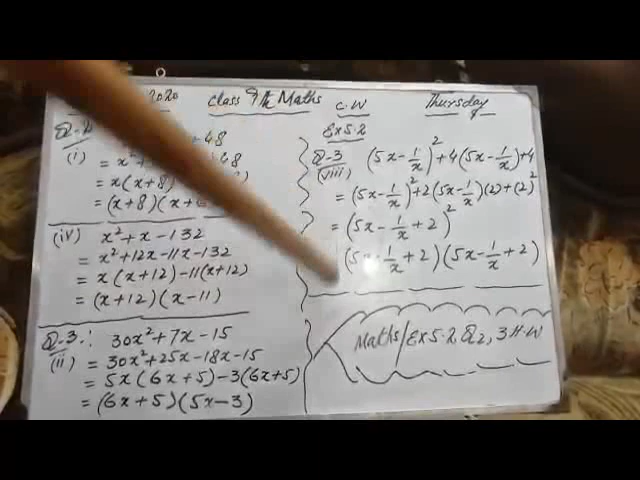 2020 Class 9th Maths C.W Thursday
Ex 5.2
Q.2 + 48
(i) = x² + 48
= x(x+8)
= (x+8)(x+6)
(iv) x² + x - 132
= x² + 12x - 11x - 132
= x(x+12) - 11(x+12)
= (x+12)(x-11)
Q-3: 30x² + 7x - 15
(ii) = 30x² + 25x - 18x - 15
= 5x(6x+5) - 3(6x+5)
= (6x+5)(5x-3)
Q-3 (viii) (5x - 1/x)² + 4(5x - 1/x) + 4
= (5x - 1/x)² + 2(5x - 1/x)(2) + (2)²
= (5x - 1/x + 2)²
(5x - 1/x + 2)(5x - 1/x + 2)
Maths/Ex 5.2, Q2, 3 H.W